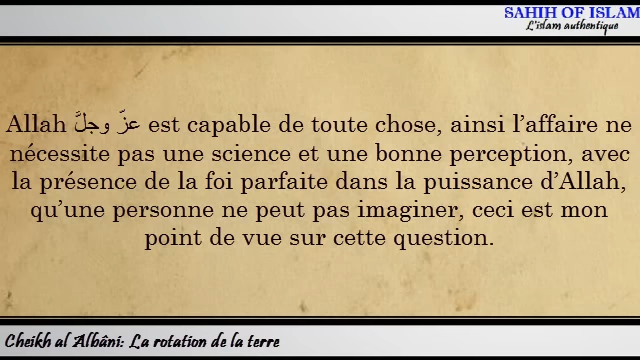 SAHIH OF ISLAM
L'islam authentique
Allah عزّ وجلَّ est capable de toute chose, ainsi l’affaire ne
nécessite pas une science et une bonne perception, avec
la présence de la foi parfaite dans la puissance d’Allah,
qu’une personne ne peut pas imaginer, ceci est mon
point de vue sur cette question.
Cheikh al Albâni: La rotation de la terre